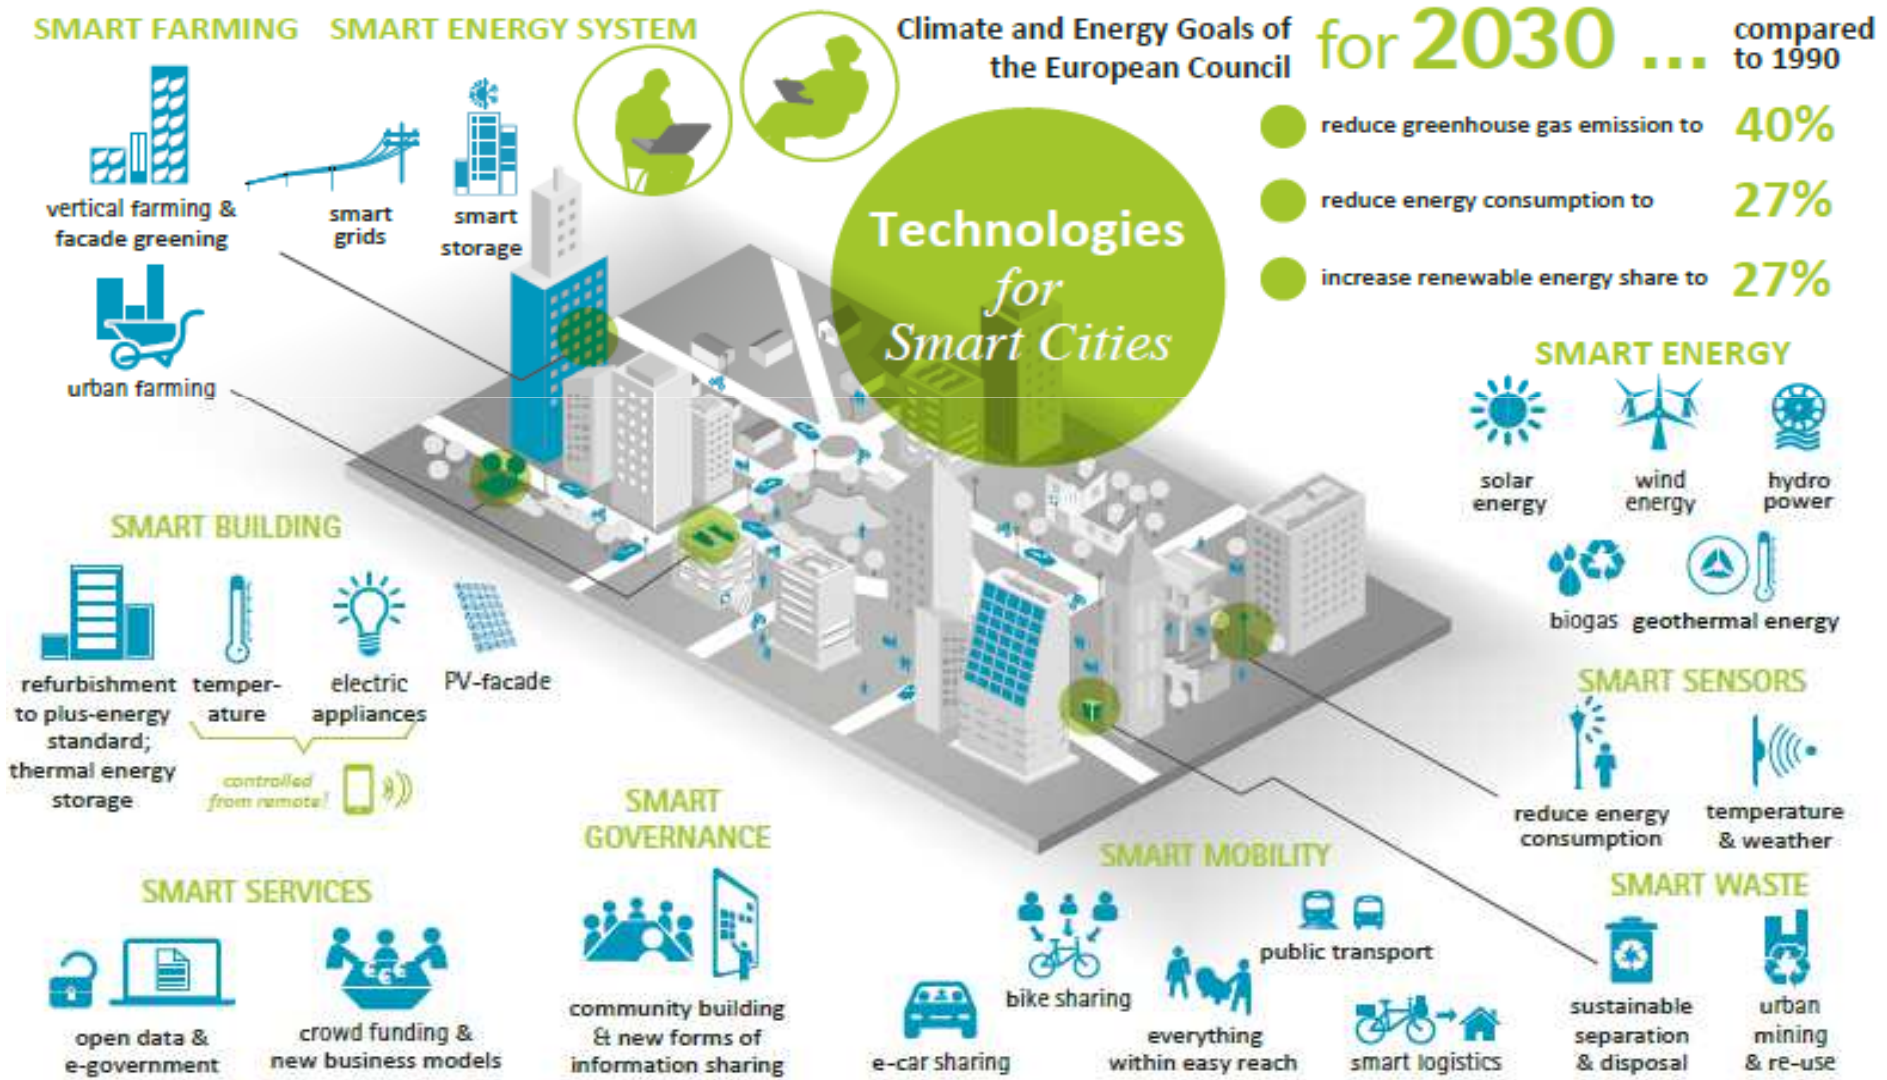 SMART FARMING
vertical farming &
facade greening
urban farming
SMART ENERGY SYSTEM
smart
grids
smart
storage
Climate and Energy Goals of
the European Council
for 2030 ...
compared
to 1990
reduce greenhouse gas emission to 40%
reduce energy consumption to 27%
increase renewable energy share to 27%
Technologies
for
Smart Cities
SMART ENERGY
solar
energy
wind
energy
hydro
power
biogas
geothermal energy
SMART BUILDING
refurbishment
to plus-energy
standard;
thermal energy
storage
temper-
ature
electric
appliances
PV-facade
controlled
from remote!
SMART SENSORS
reduce energy
consumption
temperature
& weather
SMART SERVICES
open data &
e-government
crowd funding &
new business models
SMART
GOVERNANCE
community building
& new forms of
information sharing
SMART MOBILITY
e-car sharing
bike sharing
everything
within easy reach
public transport
smart logistics
SMART WASTE
sustainable
separation
& disposal
urban
mining
& re-use